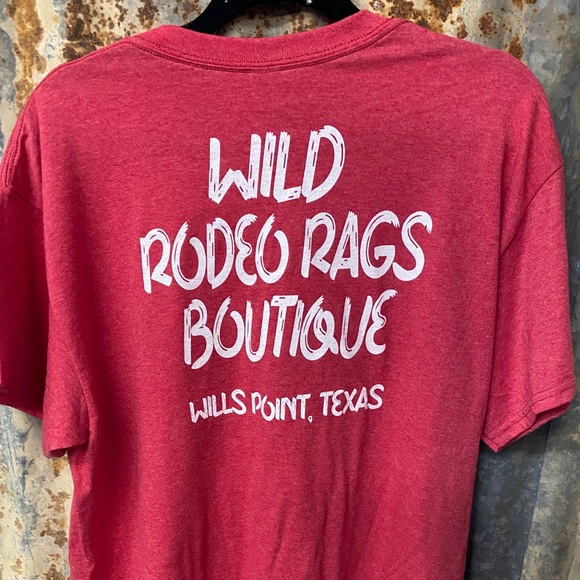 WILD
RODEO RAGS
BOUTIQUE
WILLS POINT, TEXAS